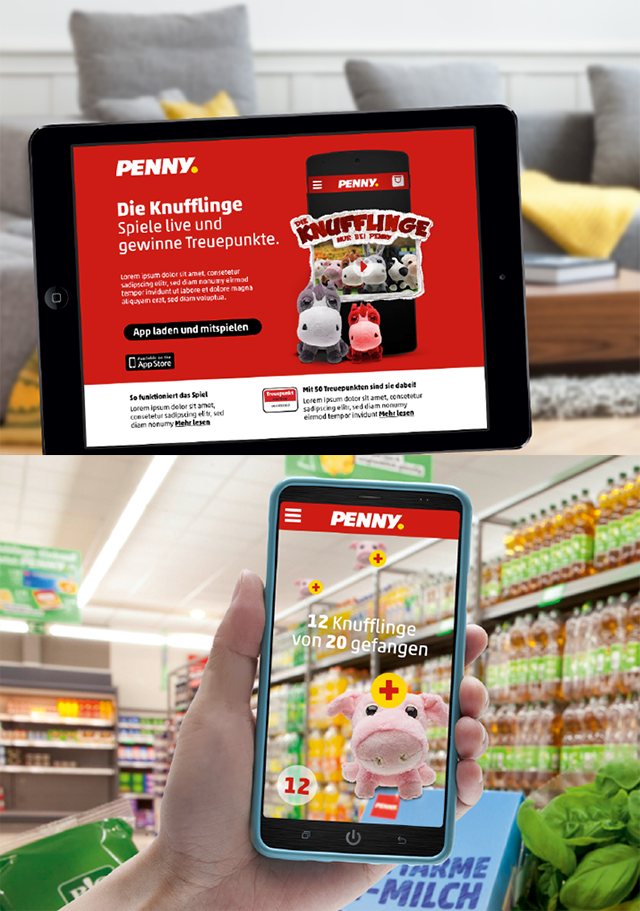 PENNY.
Die Knufflinge
Spiele live und
gewinne Treuepunkte.
Lorem ipsum dolor sit amet, consetetur
sadipscing elitr, sed diam nonumy eirmod
tempor invidunt ut labore et dolore magna
aliquyam erat, sed diam voluptua.
App laden und mitspielen
Available on the
App Store
PENNY.
DIE
KNUFFLINGE
NUR BEI PENNY
So funktioniert das Spiel
Lorem ipsum dolor sit amet,
consetetur sadipscing elitr, sed
diam nonumy Mehr lesen
Treuepunkt
Mit 50 Treuepunkten sind sie dabei!
Lorem ipsum dolor sit amet, consetetur
sadipscing elitr, sed diam nonumy eirmod
tempor invidunt Mehr lesen
PENNY.
12 Knufflinge
von 20 gefangen
12
PENNY
-MILCH